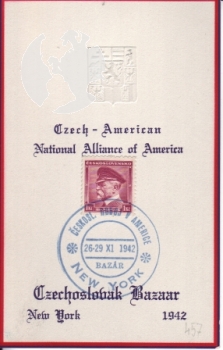 Czech - American
National Alliance of America
ČESKOSLOVENSKO
26-29 XI 1942
BAZÁR
NEW YORK
Czechoslovak Bazaar
New York 1942
457